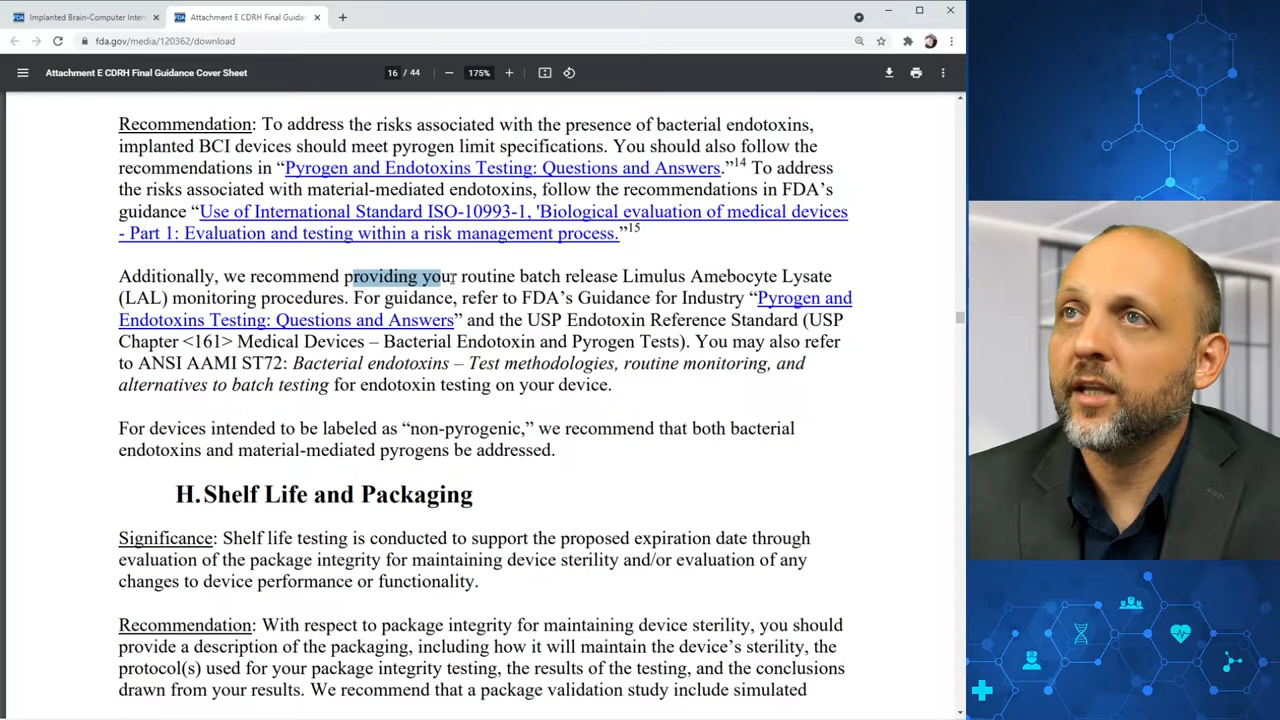 Implanted Brain-Computer Inter
Attachment E CDRH Final Guidan
fda.gov/media/120362/download
Attachment E CDRH Final Guidance Cover Sheet
16 / 44
175%
Recommendation: To address the risks associated with the presence of bacterial endotoxins,
implanted BCI devices should meet pyrogen limit specifications. You should also follow the
recommendations in “Pyrogen and Endotoxins Testing: Questions and Answers.”14 To address
the risks associated with material-mediated endotoxins, follow the recommendations in FDA’s
guidance “Use of International Standard ISO-10993-1, 'Biological evaluation of medical devices
- Part 1: Evaluation and testing within a risk management process.”15
Additionally, we recommend providing your routine batch release Limulus Amebocyte Lysate
(LAL) monitoring procedures. For guidance, refer to FDA’s Guidance for Industry “Pyrogen and
Endotoxins Testing: Questions and Answers” and the USP Endotoxin Reference Standard (USP
Chapter <161> Medical Devices – Bacterial Endotoxin and Pyrogen Tests). You may also refer
to ANSI AAMI ST72: Bacterial endotoxins – Test methodologies, routine monitoring, and
alternatives to batch testing for endotoxin testing on your device.
For devices intended to be labeled as “non-pyrogenic,” we recommend that both bacterial
endotoxins and material-mediated pyrogens be addressed.
H. Shelf Life and Packaging
Significance: Shelf life testing is conducted to support the proposed expiration date through
evaluation of the package integrity for maintaining device sterility and/or evaluation of any
changes to device performance or functionality.
Recommendation: With respect to package integrity for maintaining device sterility, you should
provide a description of the packaging, including how it will maintain the device’s sterility, the
protocol(s) used for your package integrity testing, the results of the testing, and the conclusions
drawn from your results. We recommend that a package validation study include simulated